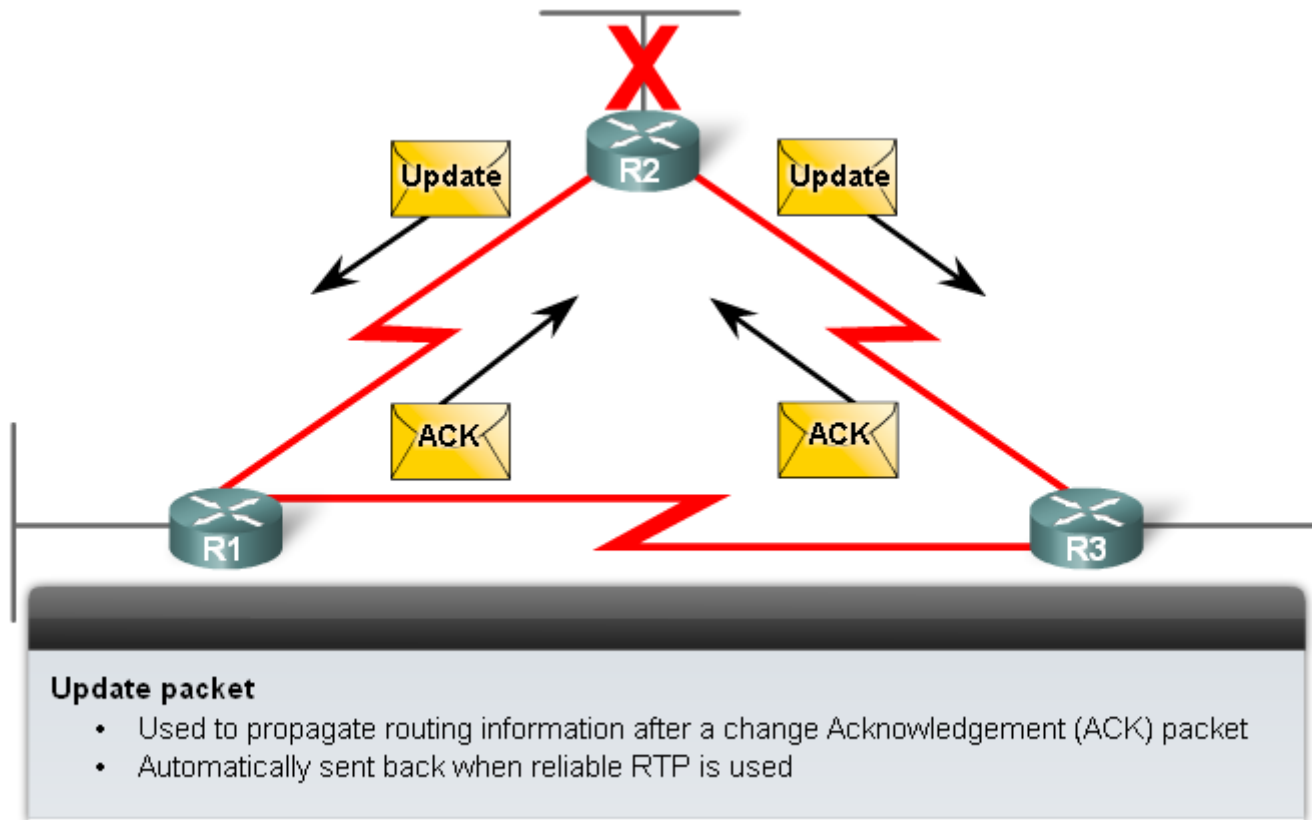 X
R2
Update
Update
ACK
ACK
R1
R3
Update packet
• Used to propagate routing information after a change Acknowledgement (ACK) packet
• Automatically sent back when reliable RTP is used